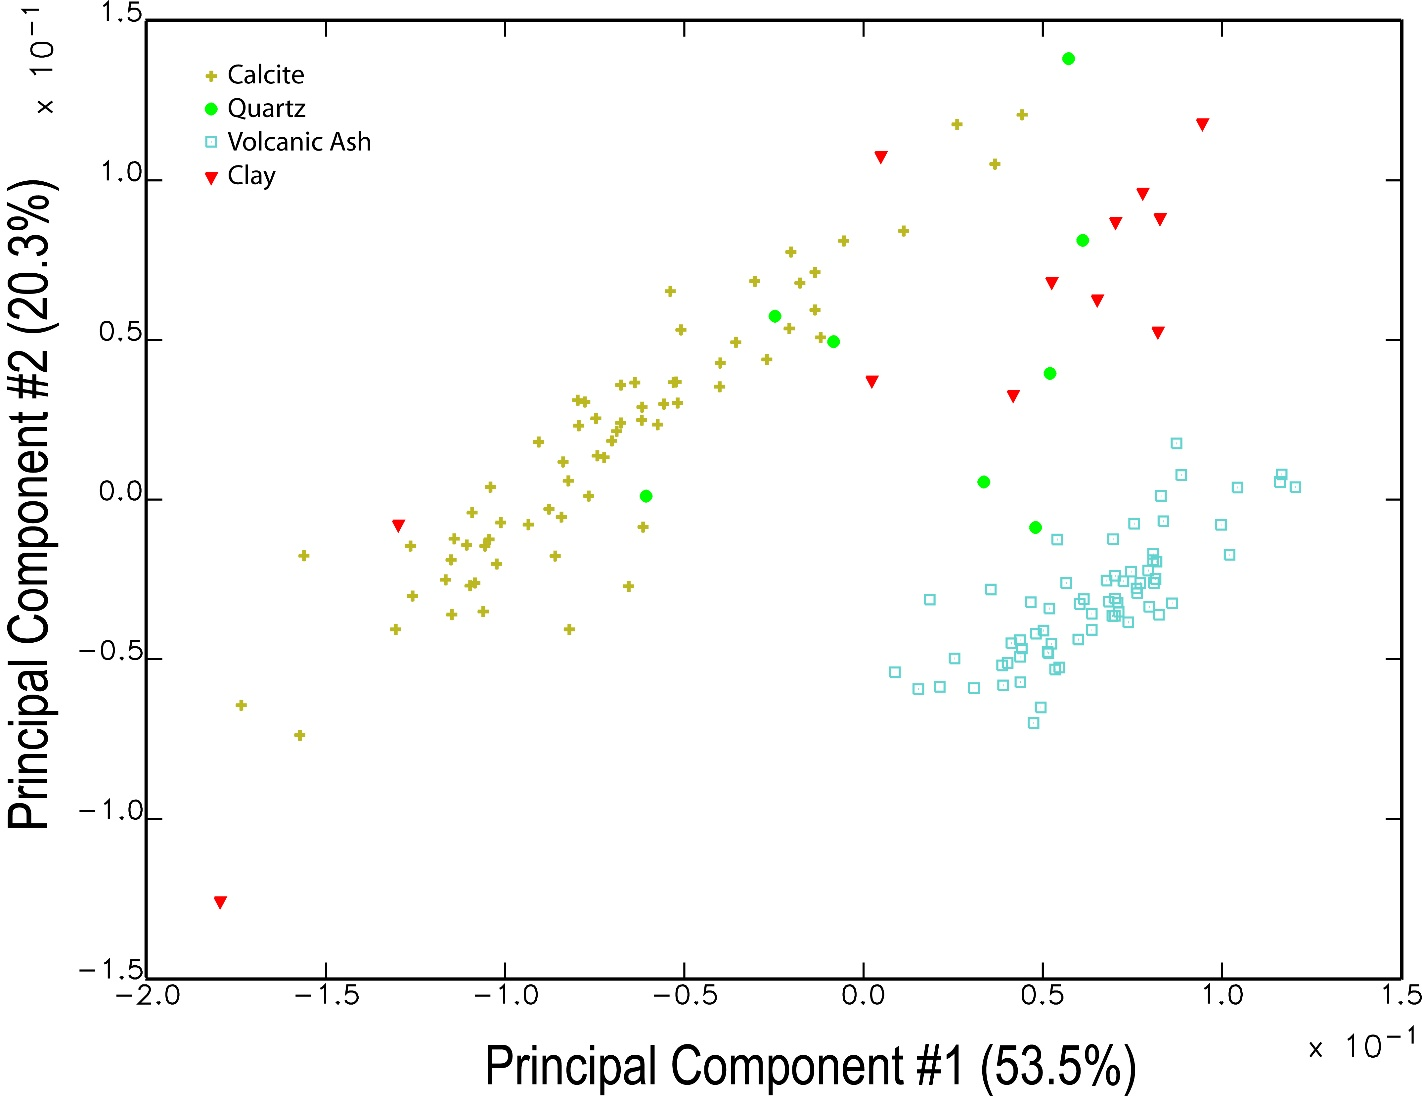 × 10⁻¹
1.5
1.0
0.5
0.0
−0.5
−1.0
−1.5
Principal Component #2 (20.3%)
Calcite
Quartz
Volcanic Ash
Clay
−2.0 −1.5 −1.0 −0.5 0.0 0.5 1.0 1.5
× 10⁻¹
Principal Component #1 (53.5%)